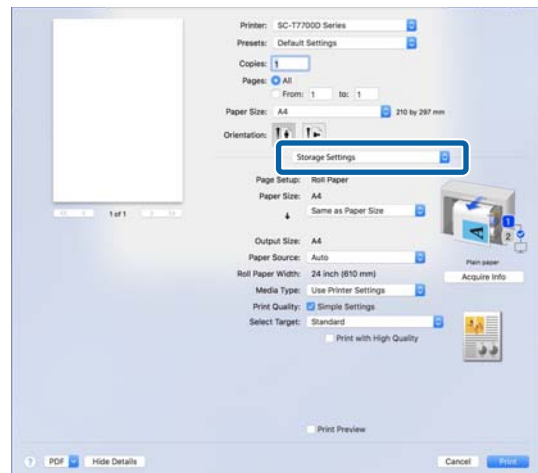 Printer: SC-T7700D Series
Presets: Default Settings
Copies: 1
Pages: All
From: 1 to: 1
Paper Size: A4 210 by 297 mm
Orientation:
Storage Settings
Page Setup: Roll Paper
Paper Size: A4
Same as Paper Size
1 of 1
Output Size: A4
Paper Source: Auto
Roll Paper Width: 24 inch (610 mm)
Media Type: Use Printer Settings
Print Quality: Simple Settings
Select Target: Standard
Print with High Quality
1
2
Plain paper
Acquire Info
Print Preview
? PDF Hide Details Cancel Print